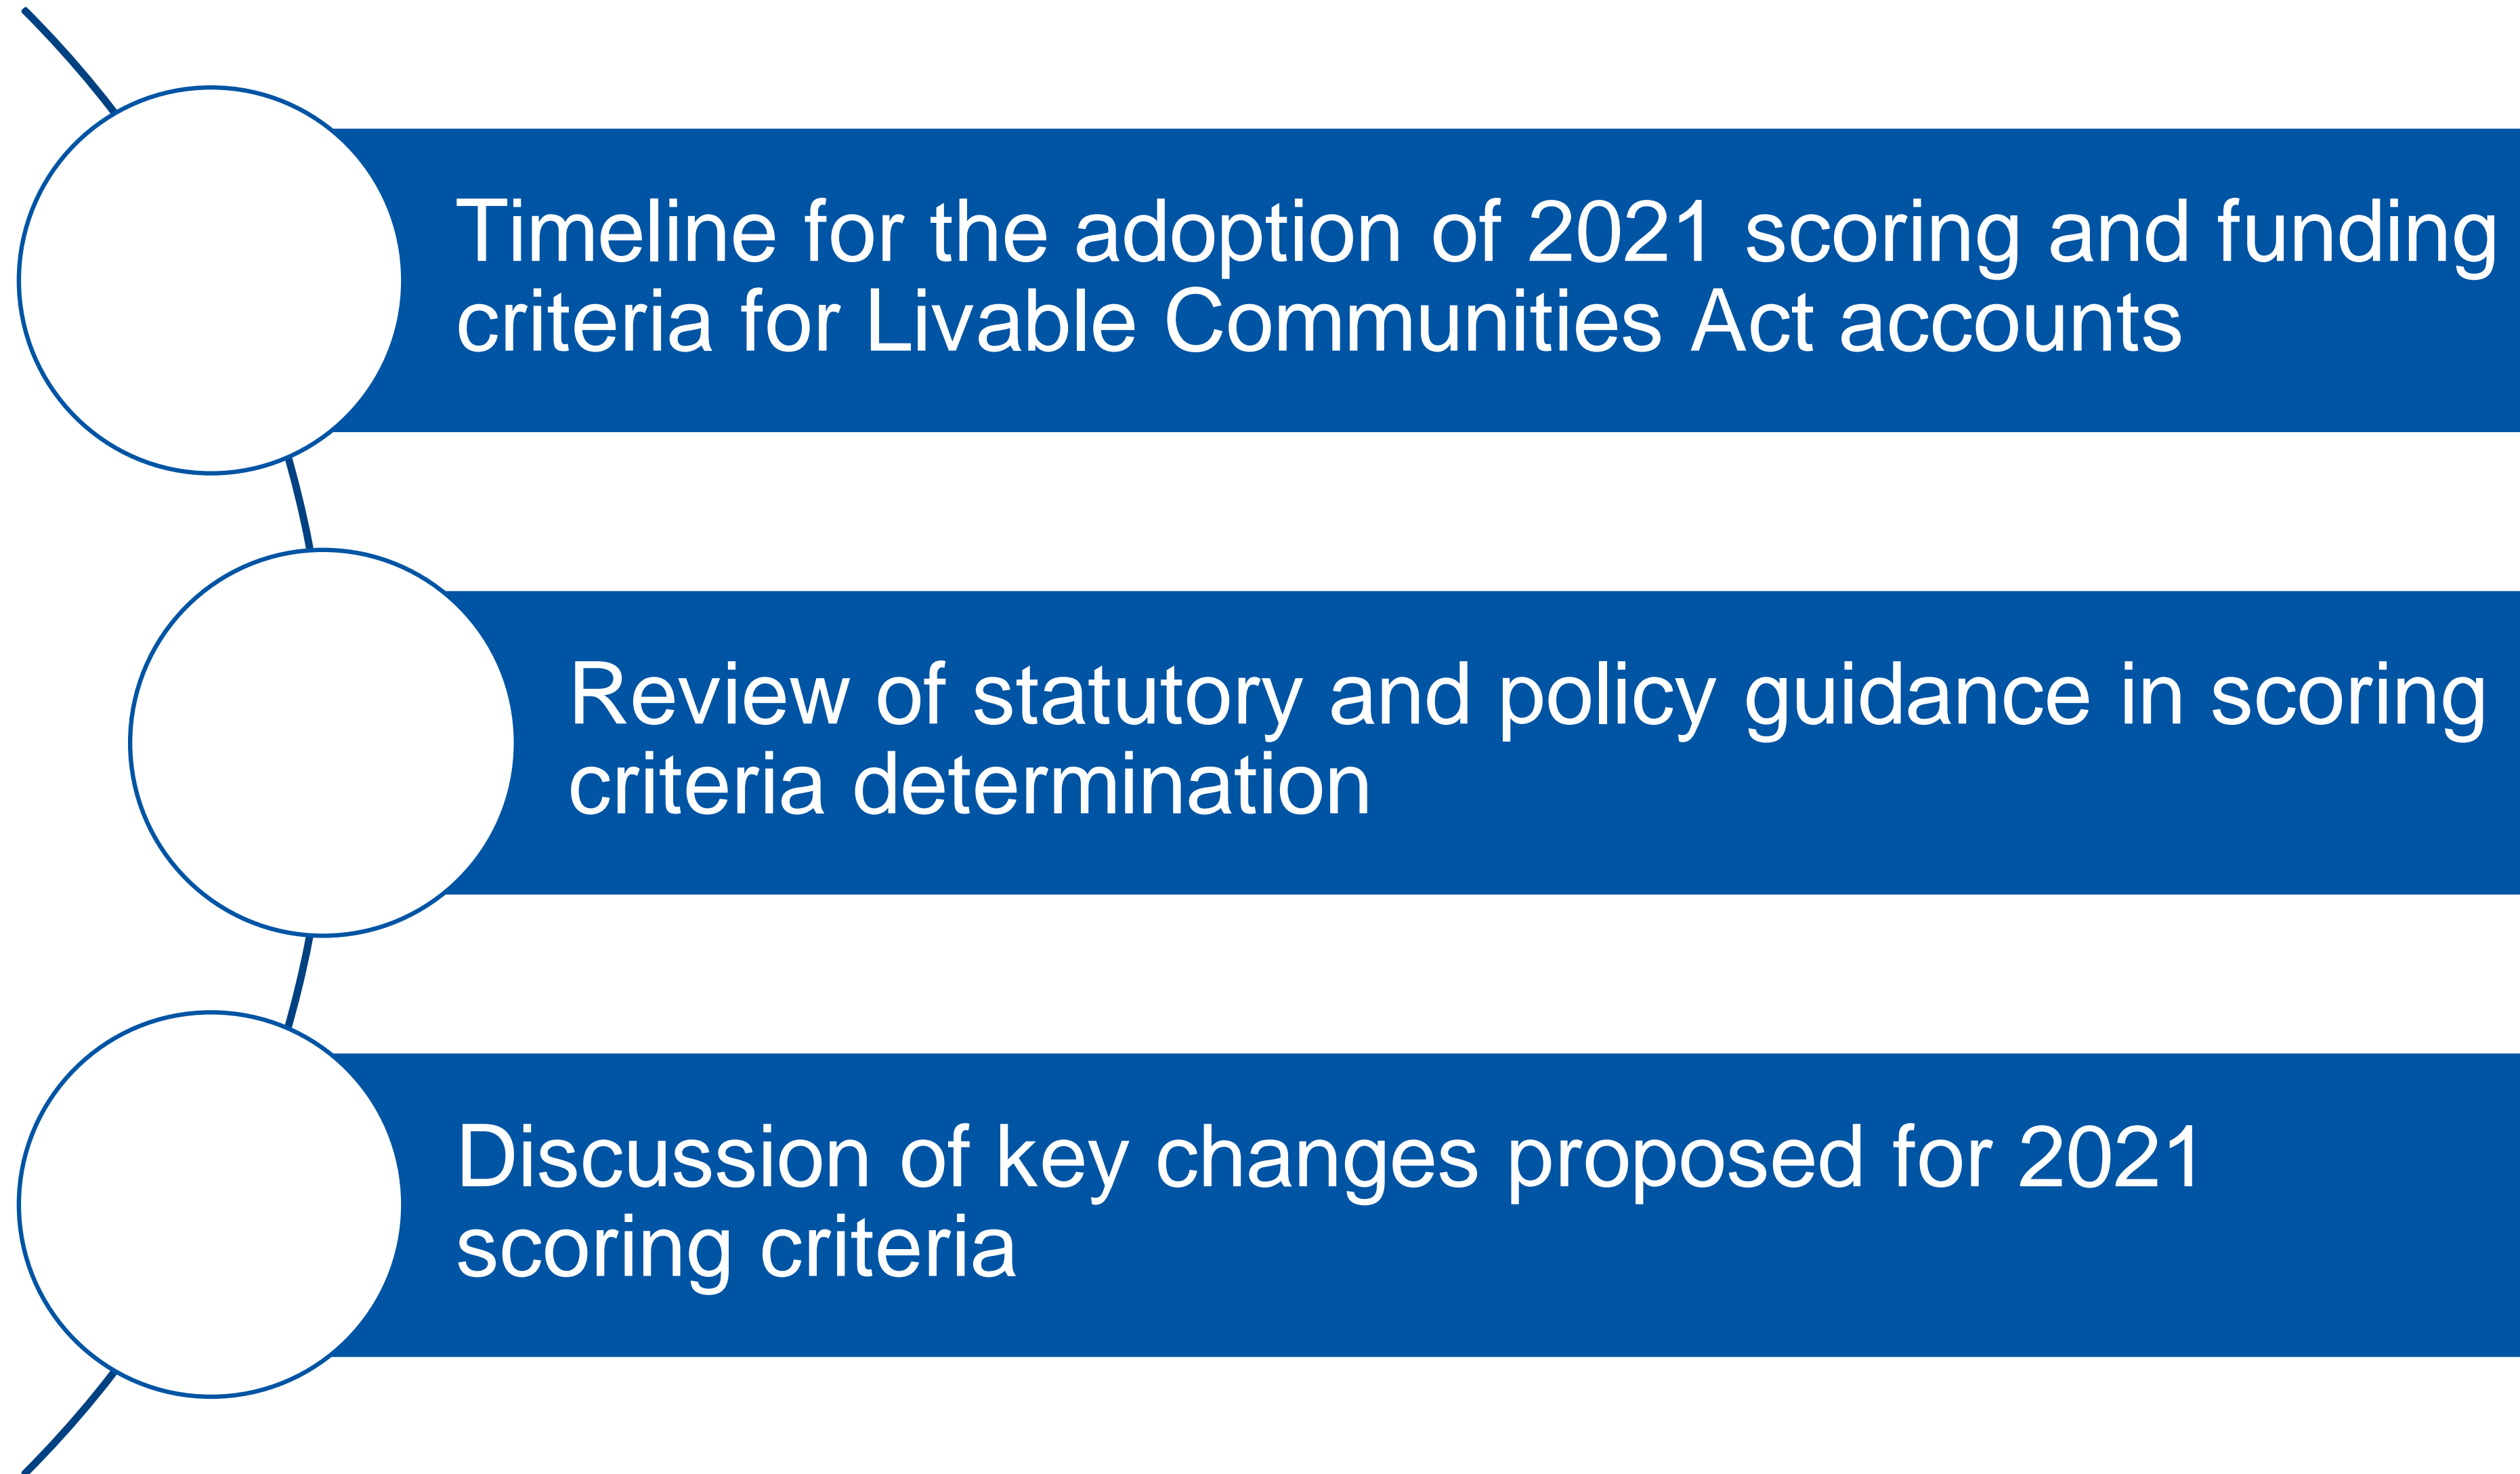 Timeline for the adoption of 2021 scoring and funding
criteria for Livable Communities Act accounts
Review of statutory and policy guidance in scoring
criteria determination
Discussion of key changes proposed for 2021
scoring criteria